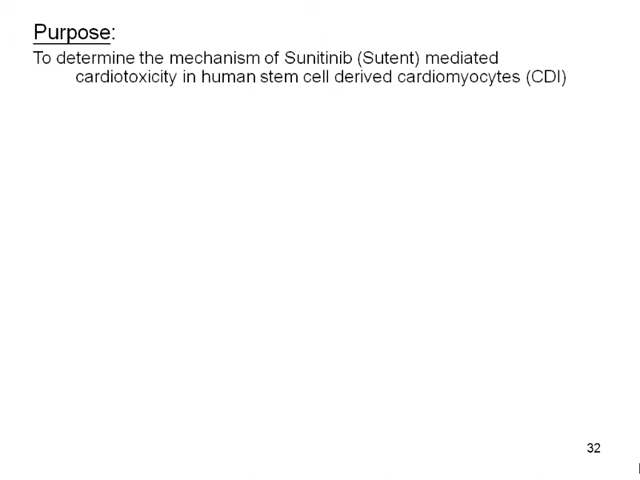 Purpose:
To determine the mechanism of Sunitinib (Sutent) mediated
cardiotoxicity in human stem cell derived cardiomyocytes (CDI)
32